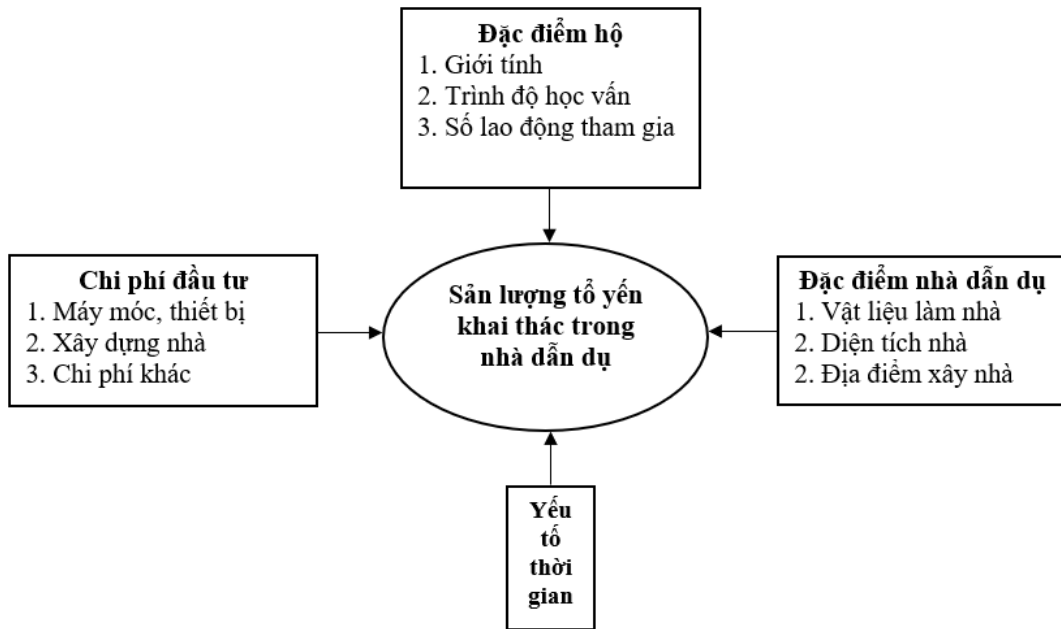 Đặc điểm hộ
1. Giới tính
2. Trình độ học vấn
3. Số lao động tham gia
Chi phí đầu tư
1. Máy móc, thiết bị
2. Xây dựng nhà
3. Chi phí khác
Sản lượng tổ yến
khai thác trong
nhà dẫn dụ
Đặc điểm nhà dẫn dụ
1. Vật liệu làm nhà
2. Diện tích nhà
2. Địa điểm xây nhà
Yếu
tố
thời
gian